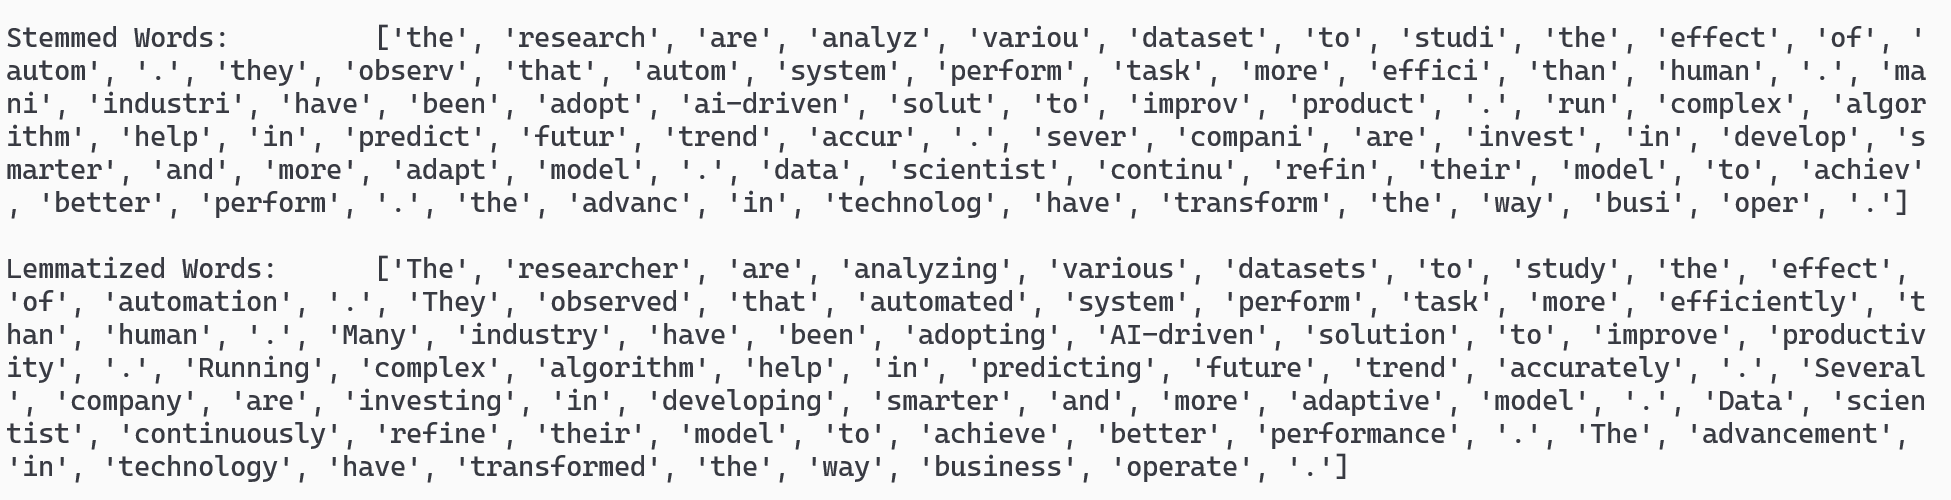 Stemmed Words:         ['the', 'research', 'are', 'analyz', 'variou', 'dataset', 'to', 'studi', 'the', 'effect', 'of', '
autom', '.', 'they', 'observ', 'that', 'autom', 'system', 'perform', 'task', 'more', 'effici', 'than', 'human', '.', 'ma
ni', 'industri', 'have', 'been', 'adopt', 'ai-driven', 'solut', 'to', 'improv', 'product', '.', 'run', 'complex', 'algor
ithm', 'help', 'in', 'predict', 'futur', 'trend', 'accur', '.', 'sever', 'compani', 'are', 'invest', 'in', 'develop', 's
marter', 'and', 'more', 'adapt', 'model', '.', 'data', 'scientist', 'continu', 'refin', 'their', 'model', 'to', 'achiev'
, 'better', 'perform', '.', 'the', 'advanc', 'in', 'technolog', 'have', 'transform', 'the', 'way', 'busi', 'oper', '.']
Lemmatized Words:      ['The', 'researcher', 'are', 'analyzing', 'various', 'datasets', 'to', 'study', 'the', 'effect',
'of', 'automation', '.', 'They', 'observed', 'that', 'automated', 'system', 'perform', 'task', 'more', 'efficiently', 't
han', 'human', '.', 'Many', 'industry', 'have', 'been', 'adopting', 'AI-driven', 'solution', 'to', 'improve', 'productiv
ity', '.', 'Running', 'complex', 'algorithm', 'help', 'in', 'predicting', 'future', 'trend', 'accurately', '.', 'Several
', 'company', 'are', 'investing', 'in', 'developing', 'smarter', 'and', 'more', 'adaptive', 'model', '.', 'Data', 'scien
tist', 'continuously', 'refine', 'their', 'model', 'to', 'achieve', 'better', 'performance', '.', 'The', 'advancement',
'in', 'technology', 'have', 'transformed', 'the', 'way', 'business', 'operate', '.']